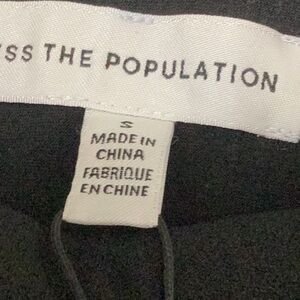 SS THE POPULATION
S
MADE IN
CHINA
FABRIQUE
EN CHINE